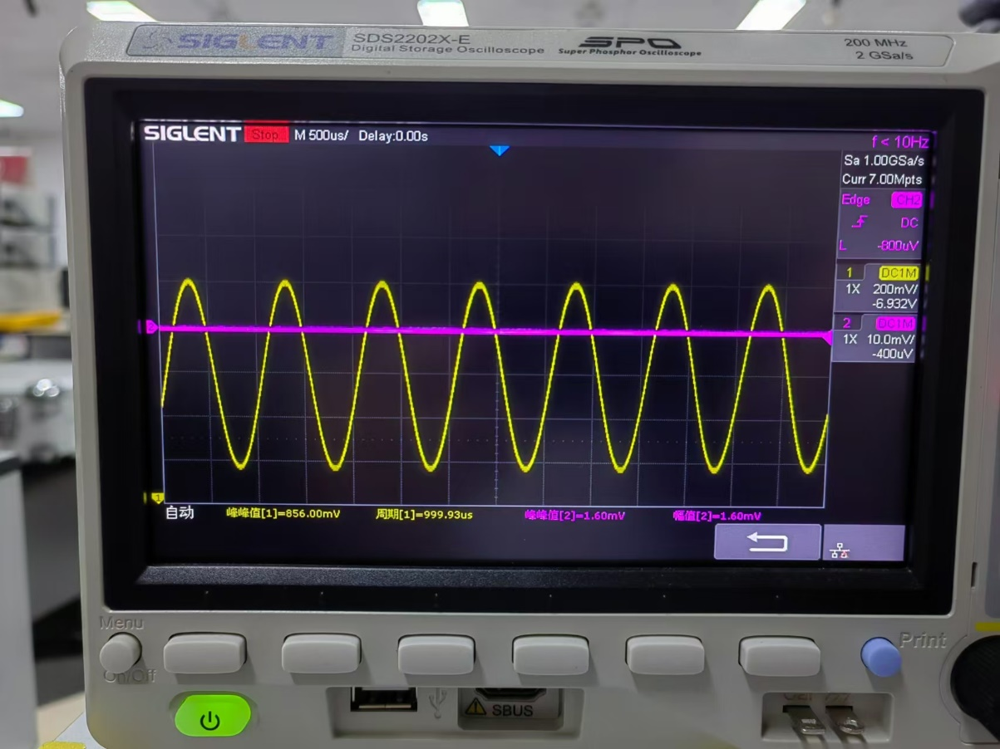 SIGLENT SDS2202X-E
Digital Storage Oscilloscope
SPO
Super Phosphor Oscilloscope
200 MHz
2 GSa/s
SIGLENT Stop M 500us/ Delay:0.00s
f < 10Hz
Sa 1.00GSa/s
Curr 7.00Mpts
Edge CH2
DC
L -800uV
1 DC1M
1X 200mV/
-6.932V
2 DC1M
1X 10.0mV/
-400uV
2
1
自动 峰峰值[1]=856.00mV 周期[1]=999.93us 峰峰值[2]=1.60mV 幅值[2]=1.60mV
Menu
On/Off
Print
SBUS